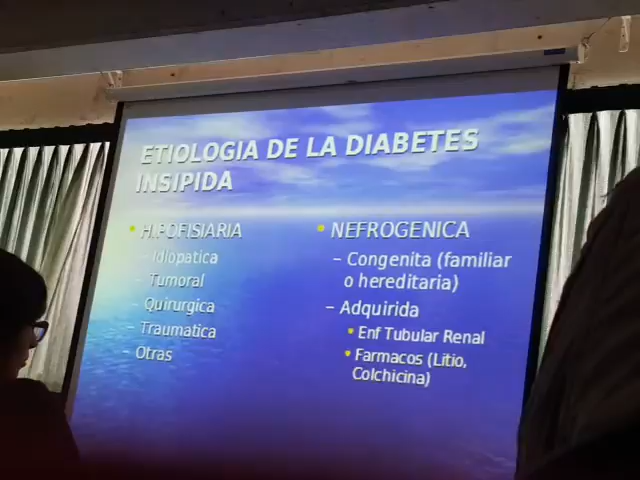 ETIOLOGIA DE LA DIABETES
INSIPIDA
• HIPOFISIARIA
– Idiopatica
– Tumoral
– Quirurgica
– Traumatica
– Otras
• NEFROGENICA
– Congenita (familiar
o hereditaria)
– Adquirida
• Enf Tubular Renal
• Farmacos (Litio,
Colchicina)